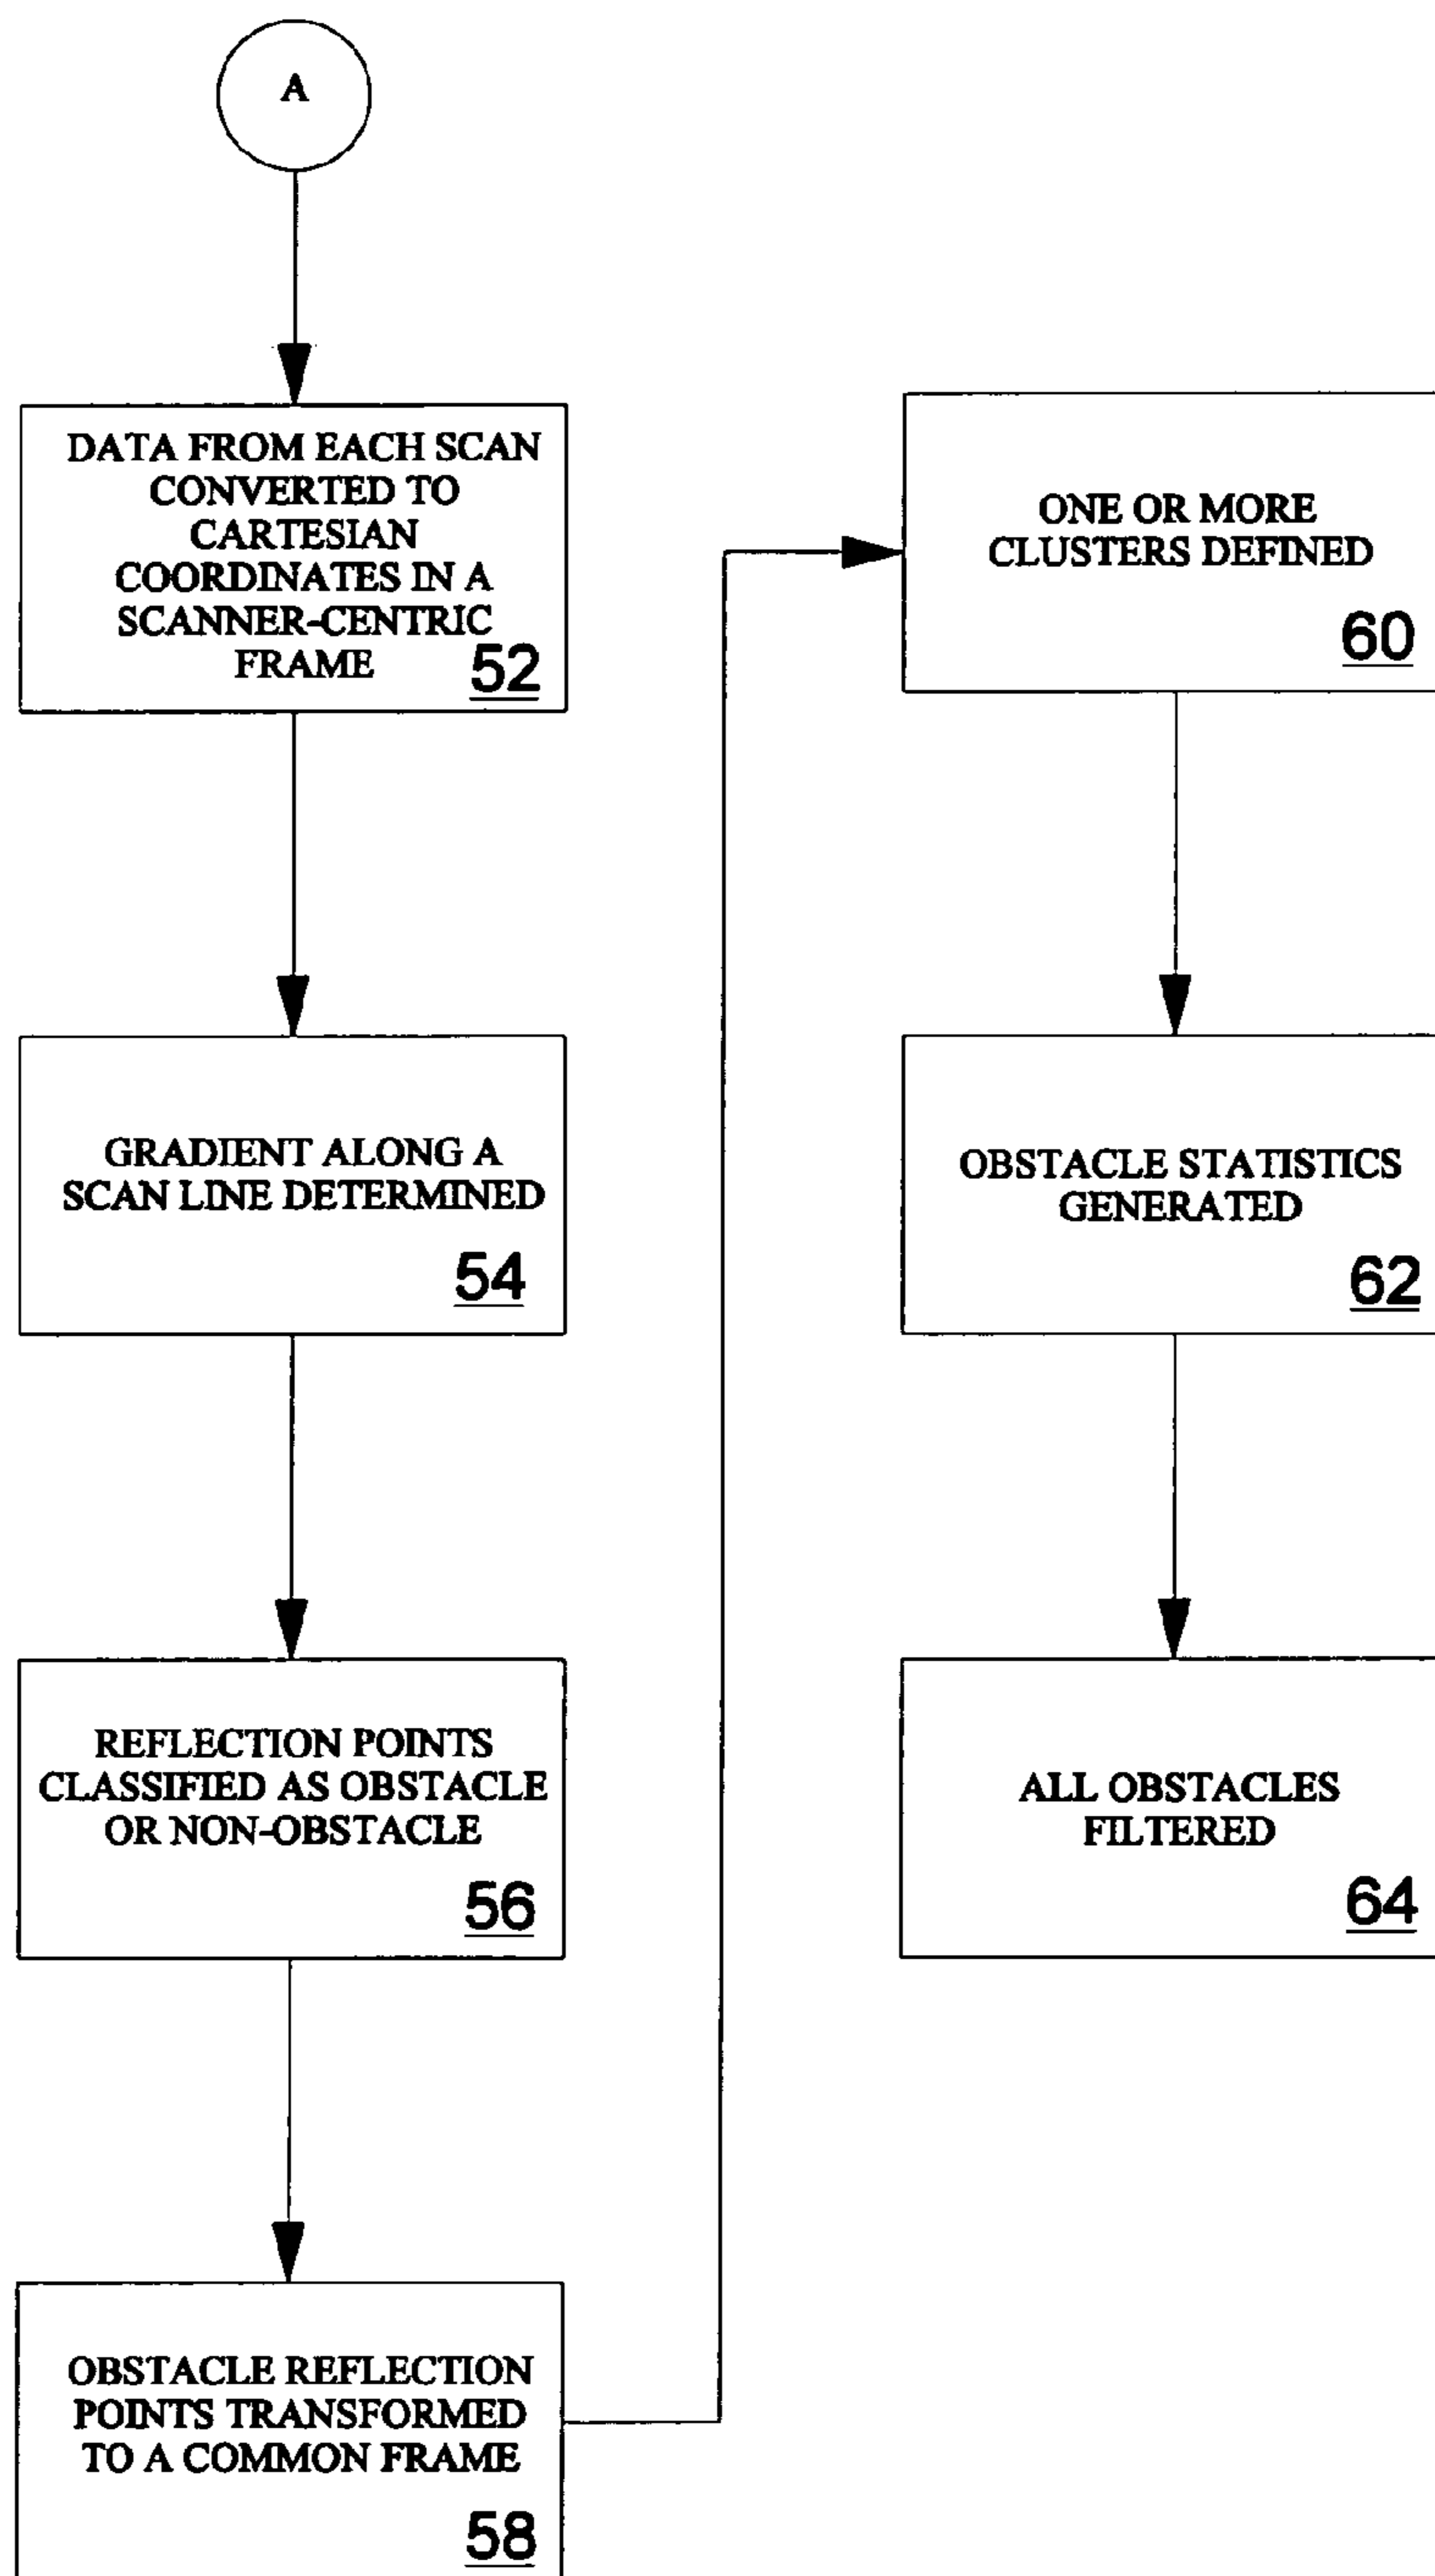 A
DATA FROM EACH SCAN
CONVERTED TO
CARTESIAN
COORDINATES IN A
SCANNER-CENTRIC
FRAME
52
GRADIENT ALONG A
SCAN LINE DETERMINED
54
REFLECTION POINTS
CLASSIFIED AS OBSTACLE
OR NON-OBSTACLE
56
OBSTACLE REFLECTION
POINTS TRANSFORMED
TO A COMMON FRAME
58
ONE OR MORE
CLUSTERS DEFINED
60
OBSTACLE STATISTICS
GENERATED
62
ALL OBSTACLES
FILTERED
64